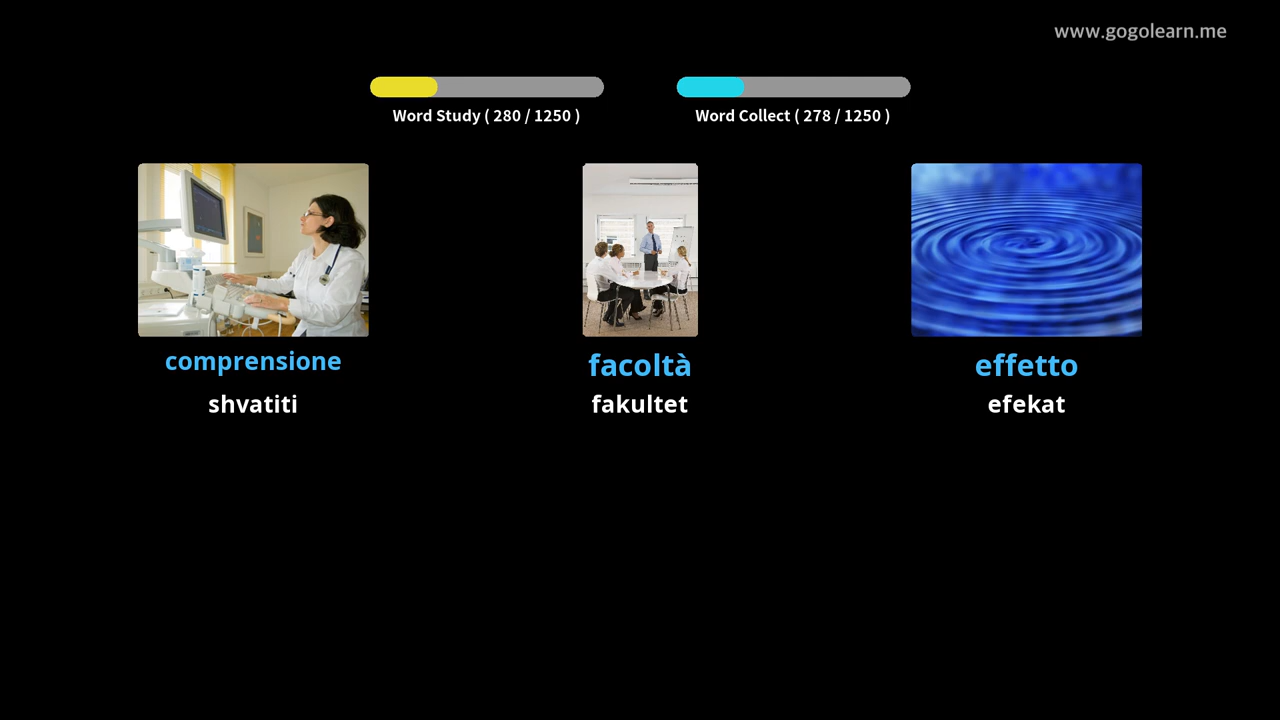 www.gogolearn.me
Word Study ( 280 / 1250 )
Word Collect ( 278 / 1250 )
comprensione
facoltà
effetto
shvatiti
fakultet
efekat